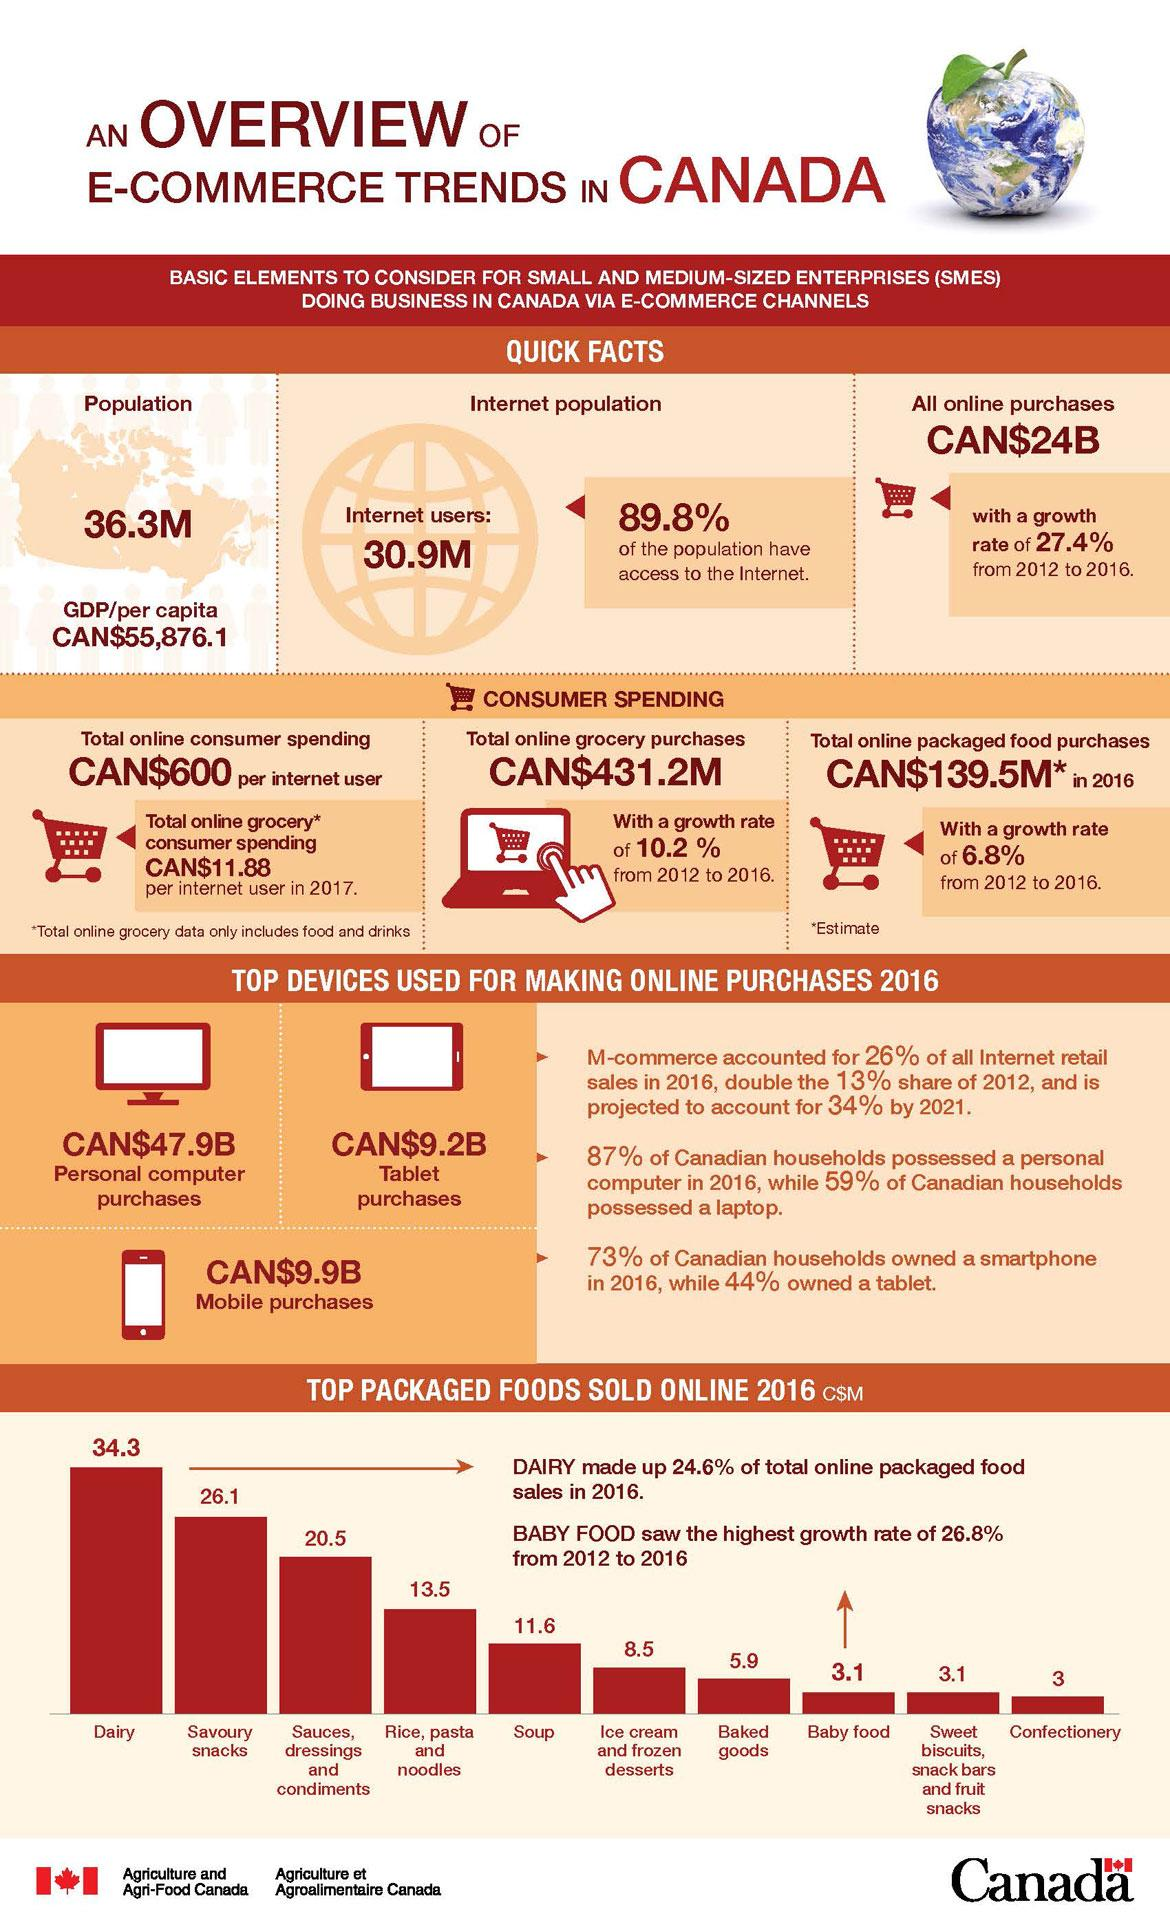 AN OVERVIEW OF
E-COMMERCE TRENDS IN CANADA
BASIC ELEMENTS TO CONSIDER FOR SMALL AND MEDIUM-SIZED ENTERPRISES (SMES)
DOING BUSINESS IN CANADA VIA E-COMMERCE CHANNELS
QUICK FACTS
Population
36.3M
GDP/per capita
CAN$55,876.1
Internet population
Internet users:
30.9M
89.8%
of the population have
access to the Internet.
All online purchases
CAN$24B
with a growth
rate of 27.4%
from 2012 to 2016.
CONSUMER SPENDING
Total online consumer spending
CAN$600 per internet user
Total online grocery*
consumer spending
CAN$11.88
per internet user in 2017.
*Total online grocery data only includes food and drinks
Total online grocery purchases
CAN$431.2M
With a growth rate
of 10.2 %
from 2012 to 2016.
Total online packaged food purchases
CAN$139.5M* in 2016
With a growth rate
of 6.8%
from 2012 to 2016.
*Estimate
TOP DEVICES USED FOR MAKING ONLINE PURCHASES 2016
CAN$47.9B
Personal computer
purchases
CAN$9.2B
Tablet
purchases
CAN$9.9B
Mobile purchases
M-commerce accounted for 26% of all Internet retail
sales in 2016, double the 13% share of 2012, and is
projected to account for 34% by 2021.
87% of Canadian households possessed a personal
computer in 2016, while 59% of Canadian households
possessed a laptop.
73% of Canadian households owned a smartphone
in 2016, while 44% owned a tablet.
TOP PACKAGED FOODS SOLD ONLINE 2016 C$M
DAIRY made up 24.6% of total online packaged food
sales in 2016.
BABY FOOD saw the highest growth rate of 26.8%
from 2012 to 2016
34.3
26.1
20.5
13.5
11.6
8.5
5.9
3.1
3.1
3
Dairy
Savoury
snacks
Sauces,
dressings
and
condiments
Rice, pasta
and
noodles
Soup
Ice cream
and frozen
desserts
Baked
goods
Baby food
Sweet
biscuits,
snack bars
and fruit
snacks
Confectionery
Agriculture and
Agri-Food Canada
Agriculture et
Agroalimentaire Canada
Canada